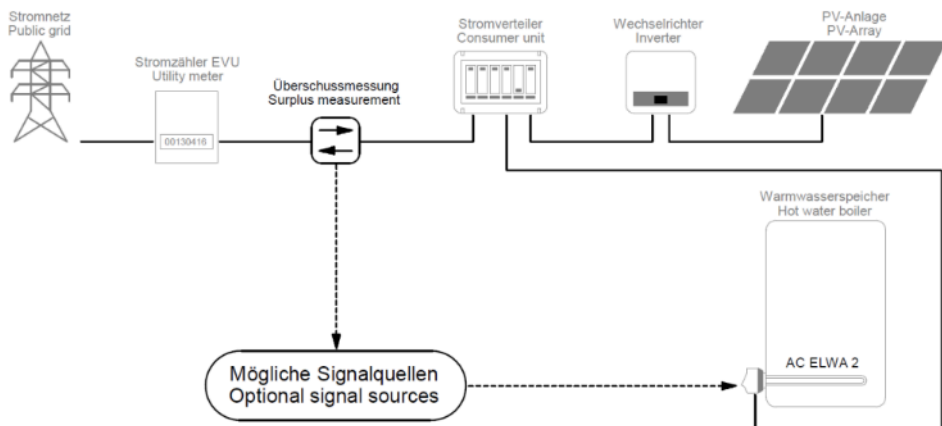 Stromnetz
Public grid
Stromzähler EVU
Utility meter
00130416
Überschussmessung
Surplus measurement
Stromverteiler
Consumer unit
Wechselrichter
Inverter
PV-Anlage
PV-Array
Warmwasserspeicher
Hot water boiler
AC ELWA 2
Mögliche Signalquellen
Optional signal sources